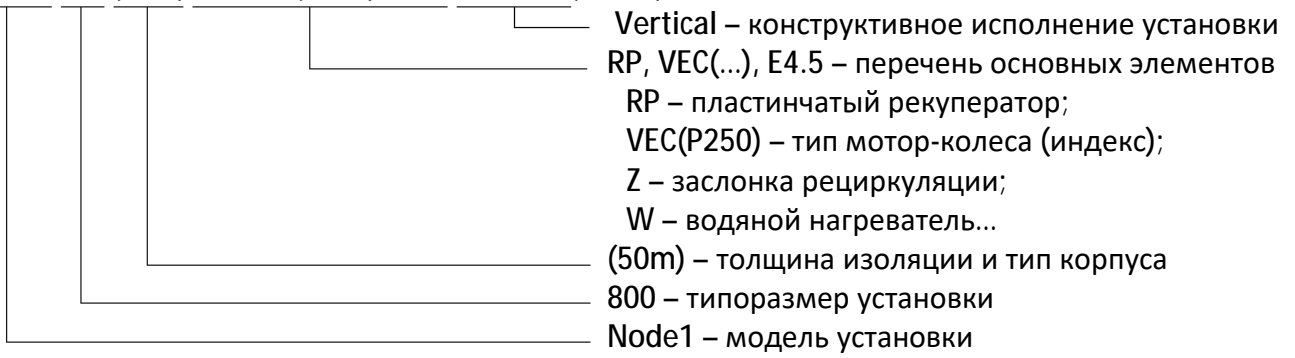 Vertical – конструктивное исполнение установки
RP, VEC(...), E4.5 – перечень основных элементов
RP – пластинчатый рекуператор;
VEC(P250) – тип мотор-колеса (индекс);
Z – заслонка рециркуляции;
W – водяной нагреватель...
(50m) – толщина изоляции и тип корпуса
800 – типоразмер установки
Node1 – модель установки